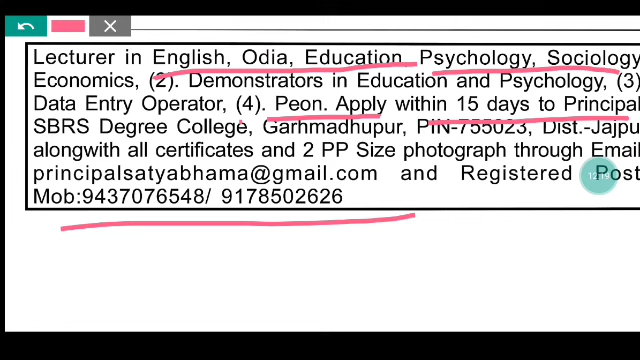 Lecturer in English, Odia, Education, Psychology, Sociology
Economics, (2). Demonstrators in Education and Psychology, (3)
Data Entry Operator, (4). Peon. Apply within 15 days to Principal
SBRS Degree College, Garhmadhupur, PIN-755023, Dist.-Jajpu
alongwith all certificates and 2 PP Size photograph through Email
principalsatyabhama@gmail.com and Registered Post
Mob:9437076548/ 9178502626
12:19